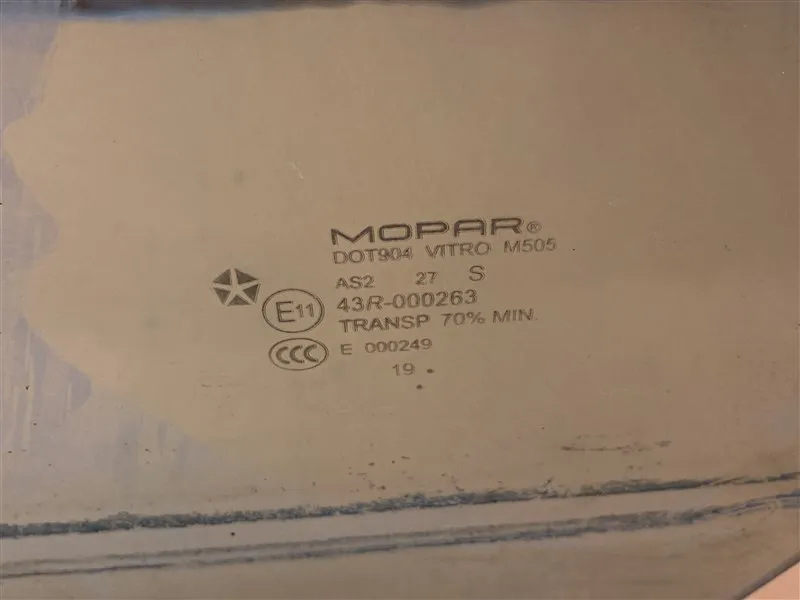 MOPAR®
DOT904 VITRO M505
AS2 27 S
E11 43R-000263
TRANSP 70% MIN.
CCC E 000249
19